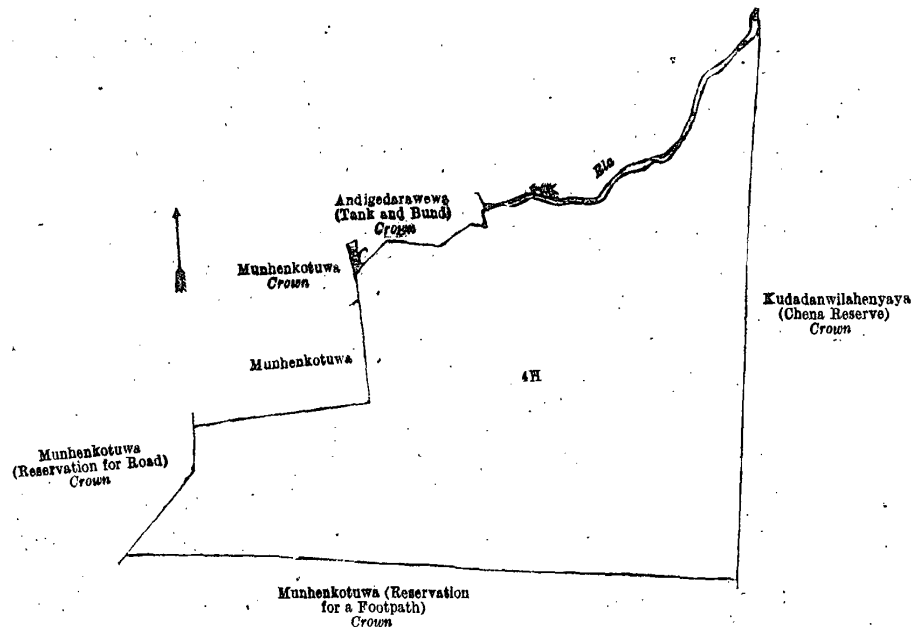 Ela
Andigedarawewa
(Tank and Bund)
Crown
Munhenkotuwa
Crown
Kudadanwilahenyaya
(Chena Reserve)
Crown
Munhenkotuwa
4H
Munhenkotuwa
(Reservation for Road)
Crown
Munhenkotuwa (Reservation
for a Footpath)
Crown